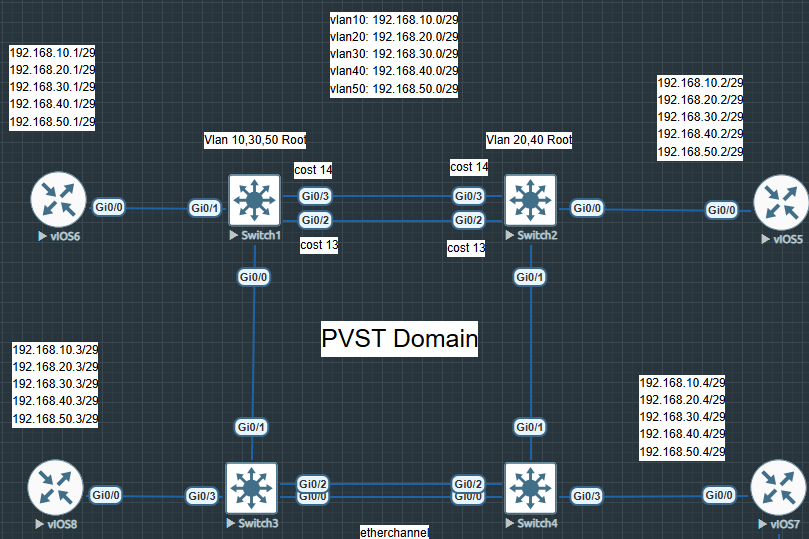 vlan10: 192.168.10.0/29
vlan20: 192.168.20.0/29
vlan30: 192.168.30.0/29
vlan40: 192.168.40.0/29
vlan50: 192.168.50.0/29
192.168.10.1/29
192.168.20.1/29
192.168.30.1/29
192.168.40.1/29
192.168.50.1/29
192.168.10.2/29
192.168.20.2/29
192.168.30.2/29
192.168.40.2/29
192.168.50.2/29
Vlan 10,30,50 Root
Vlan 20,40 Root
cost 14
cost 14
Gi0/0
Gi0/1
Gi0/3
Gi0/3
Gi0/0
Gi0/0
Gi0/2
Gi0/2
vIOS6
Switch1
Switch2
vIOS5
cost 13
cost 13
Gi0/0
Gi0/1
PVST Domain
192.168.10.3/29
192.168.20.3/29
192.168.30.3/29
192.168.40.3/29
192.168.50.3/29
192.168.10.4/29
192.168.20.4/29
192.168.30.4/29
192.168.40.4/29
192.168.50.4/29
Gi0/1
Gi0/1
Gi0/2
Gi0/2
Gi0/0
Gi0/3
Gi0/0
Gi0/0
Gi0/3
Gi0/0
vIOS8
Switch3
Switch4
vIOS7
etherchannel